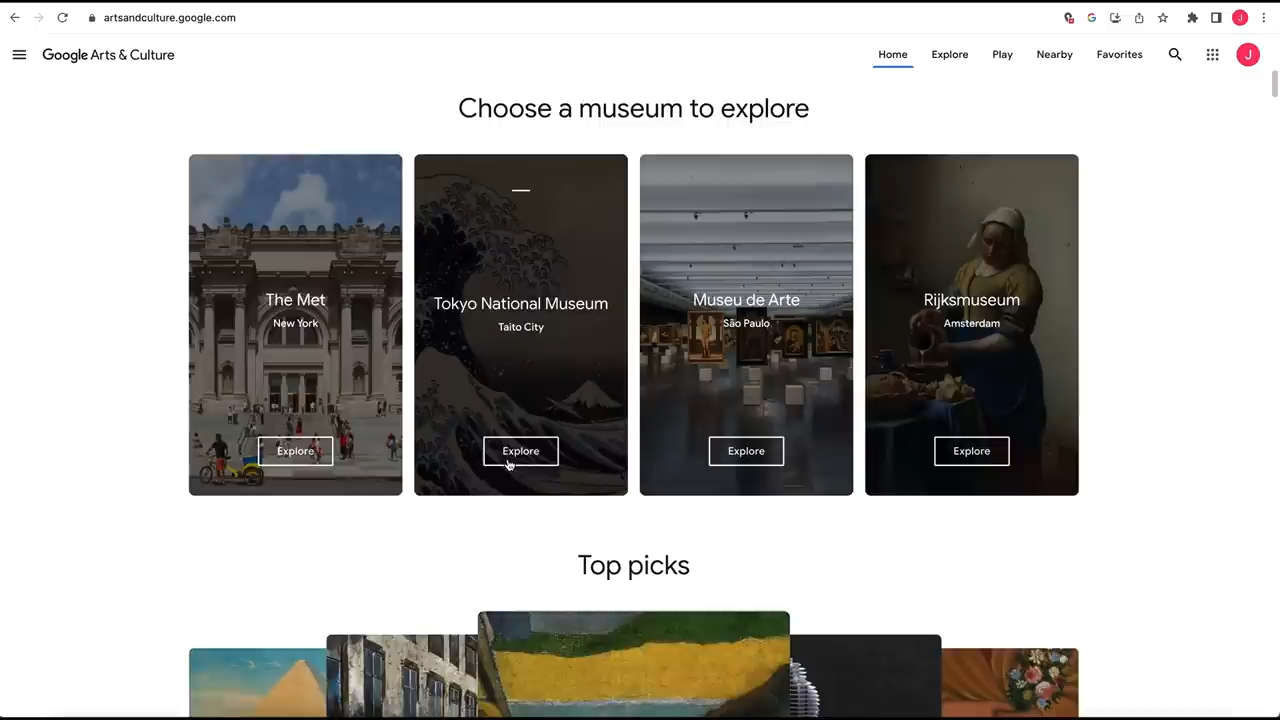 artsandculture.google.com
J
Google Arts & Culture
Home
Explore
Play
Nearby
Favorites
J
Choose a museum to explore
The Met
New York
Explore
Tokyo National Museum
Taito City
Explore
Museu de Arte
São Paulo
Explore
Rijksmuseum
Amsterdam
Explore
Top picks